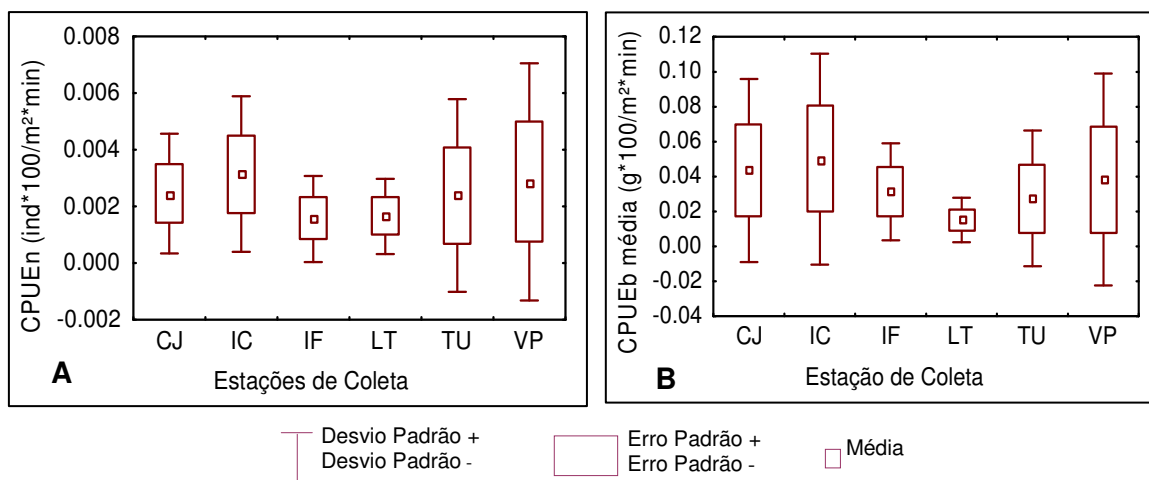 CPUEn (ind*100/m²*min)
0.008
0.006
0.004
0.002
0.000
-0.002
CJ IC IF LT TU VP
A
Estações de Coleta
CPUEb média (g*100/m²*min)
0.12
0.10
0.08
0.06
0.04
0.02
0.00
-0.02
-0.04
CJ IC IF LT TU VP
B
Estação de Coleta
Desvio Padrão +
Desvio Padrão -
Erro Padrão +
Erro Padrão -
Média